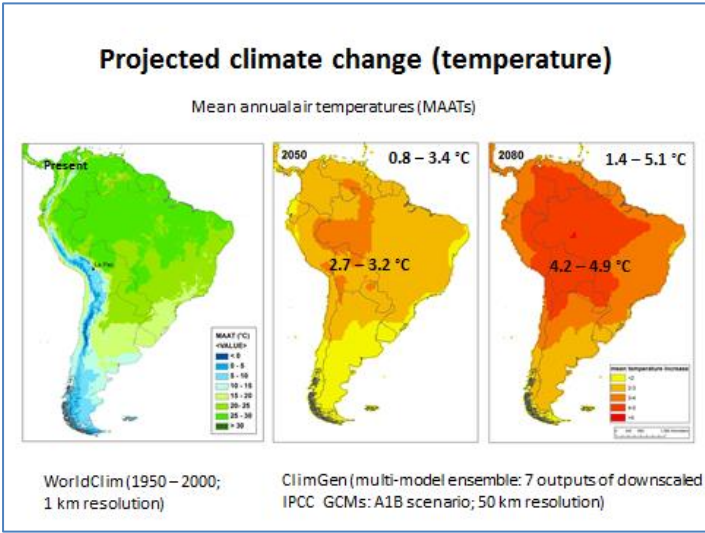 Projected climate change (temperature)
Mean annual air temperatures (MAATs)
Present
La Paz
MAAT (°C)
<VALUE>
< 0
0 - 5
5 - 10
10 - 15
15 - 20
20 - 25
25 - 30
> 30
2050
0.8 – 3.4 °C
2.7 – 3.2 °C
2080
1.4 – 5.1 °C
4.2 – 4.9 °C
mean temperature increase
<2
2-3
3-4
4-5
>5
WorldClim (1950 – 2000;
1 km resolution)
ClimGen (multi-model ensemble: 7 outputs of downscaled
IPCC GCMs: A1B scenario; 50 km resolution)